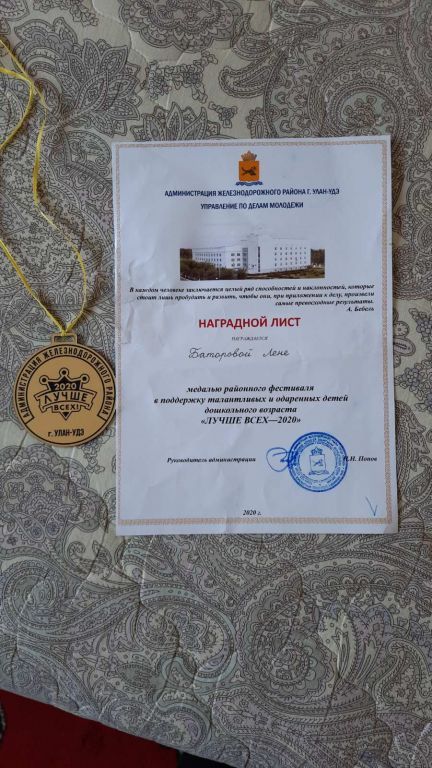 АДМИНИСТРАЦИЯ ЖЕЛЕЗНОДОРОЖНОГО РАЙОНА Г. УЛАН-УДЭ
УПРАВЛЕНИЕ ПО ДЕЛАМ МОЛОДЕЖИ
В каждом человеке заключается целый ряд способностей и наклонностей, которые
стоит лишь пробудить и развить, чтобы они, при приложении к делу, произвели
самые превосходные результаты.
А. Бебель
НАГРАДНОЙ ЛИСТ
НАГРАЖДАЕТСЯ
Баторовой Лене
медалью районного фестиваля
в поддержку талантливых и одаренных детей
дошкольного возраста
«ЛУЧШЕ ВСЕХ—2020»
Руководитель администрации
Попов
2020 г.
АДМИНИСТРАЦИЯ ЖЕЛЕЗНОДОРОЖНОГО РАЙОНА
2020
ЛУЧШЕ
ВСЕХ!
г. УЛАН-УДЭ